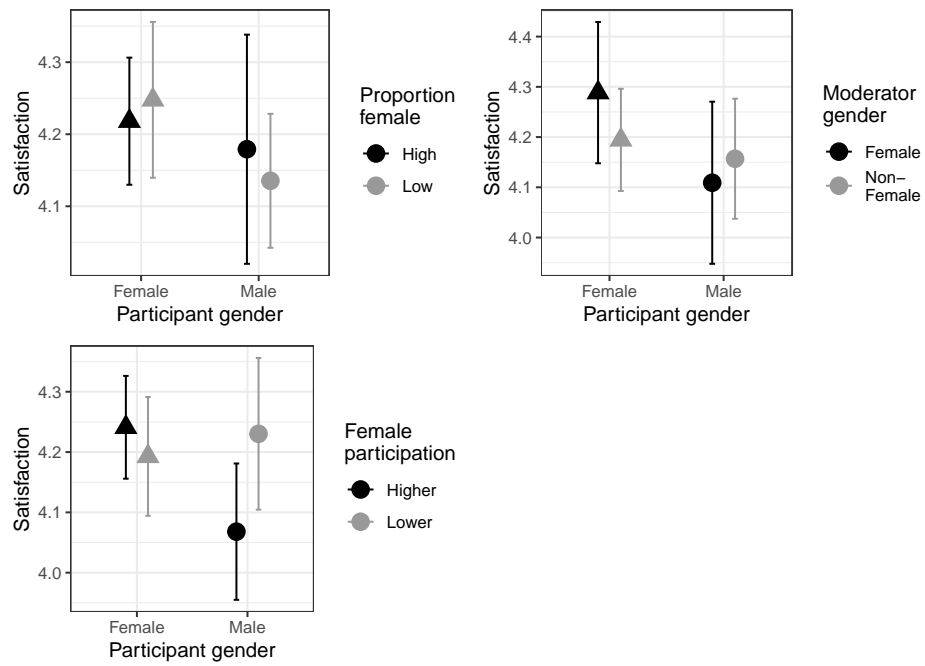 Satisfaction
4.3
4.2
4.1
Female
Male
Participant gender
Proportion
female
High
Low
Satisfaction
4.4
4.3
4.2
4.1
4.0
Female
Male
Participant gender
Moderator
gender
Female
Non−
Female
Satisfaction
4.3
4.2
4.1
4.0
Female
Male
Participant gender
Female
participation
Higher
Lower